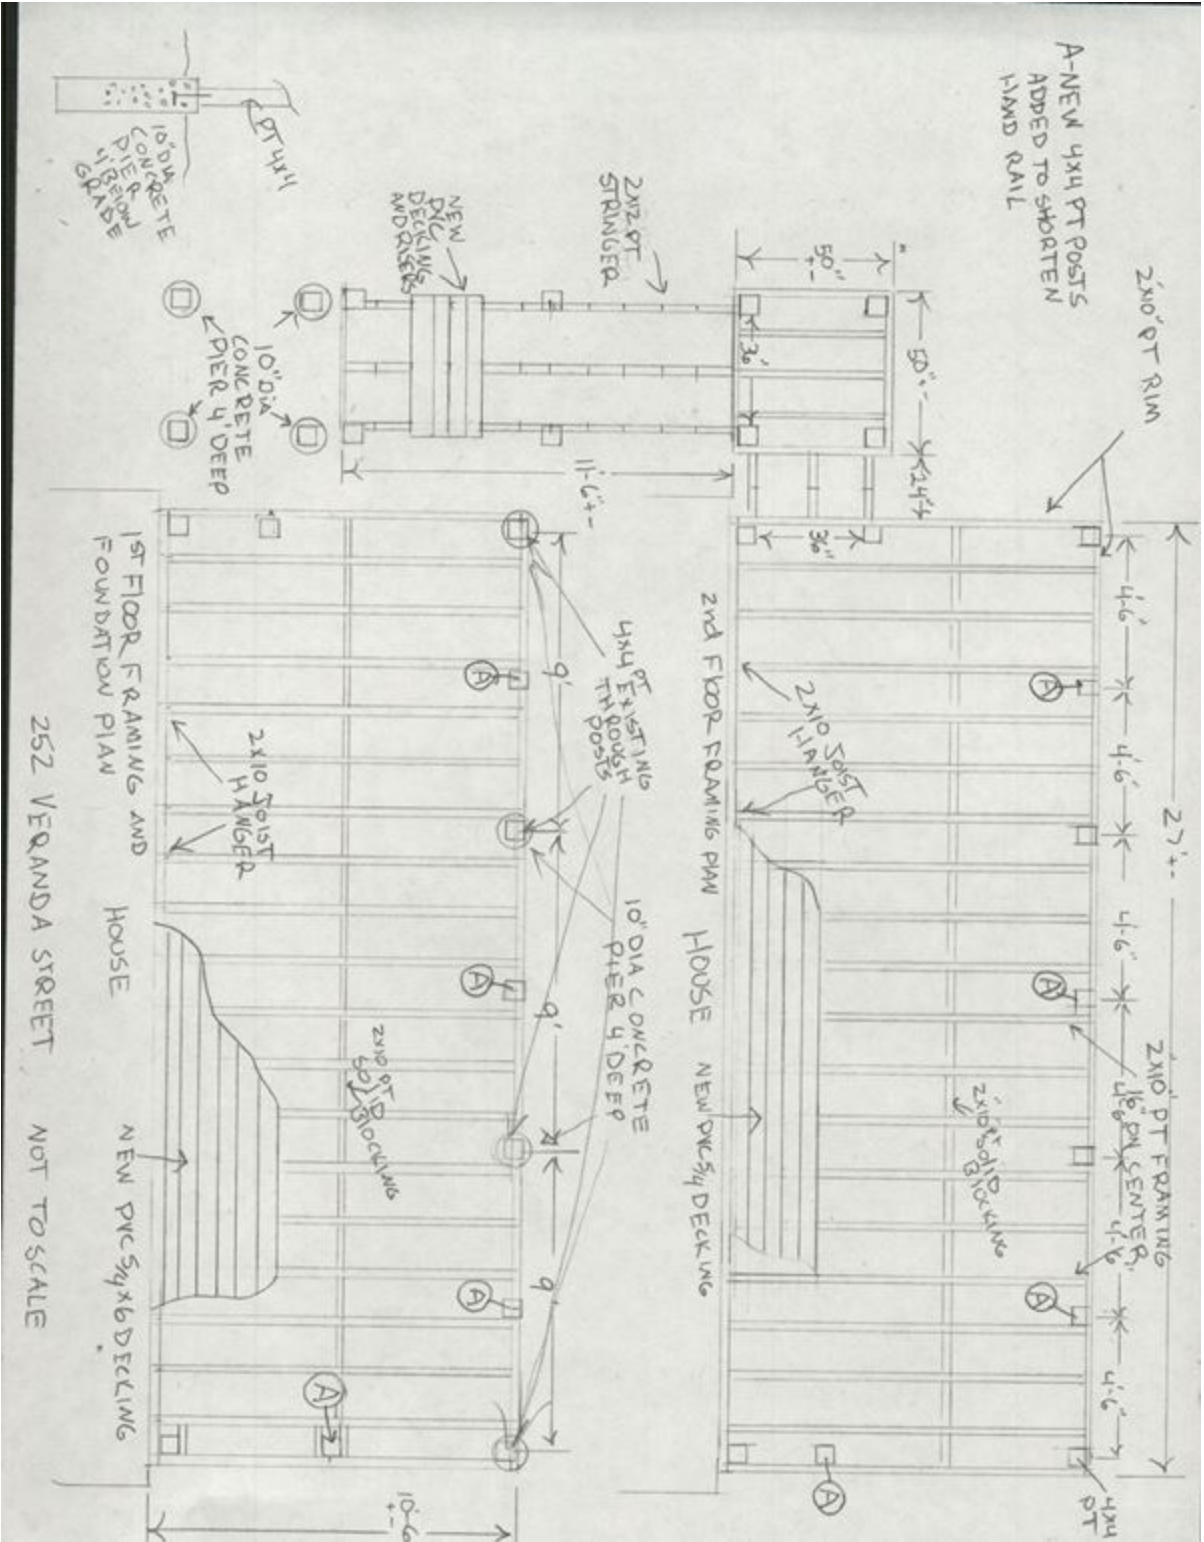 A-NEW 4X4 PT POSTS
ADDED TO SHORTEN
HAND RAIL
2"X10" PT RIM
27'+-
4'-6"
4'-6"
4'-6"
4'-6"
4'-6"
4'-6"
2X10" PT FRAMING
16" ON SENTER
4X4
PT
A
A
A
A
50"
+-
50"+-
24"+
36"
36"
2X12 PT
STRINGER
NEW
PVC
DECKING
AND RISERS
11'-6"+-
2X10 JOIST
HANGER
2X10 PT SOLID
BLOCKING
2nd FLOOR FRAMING PLAN
HOUSE
NEW PVC 5/4 DECKING
PT 4X4
10" DIA
CONCRETE
PIER
4' BELOW
GRADE
10" DIA
CONCRETE
PIER 4' DEEP
4X4 PT EXISTING
THROUGH
POSTS
10" DIA CONCRETE
PIER 4' DEEP
9'
9'
9'
A
A
A
A
2X10 JOIST
HANGER
2X10 PT
SOLID
BLOCKING
10'-6
+-
1ST FLOOR FRAMING AND
FOUNDATION PLAN
HOUSE
NEW PVC 5/4X6 DECKING
252 VERANDA STREET
NOT TO SCALE